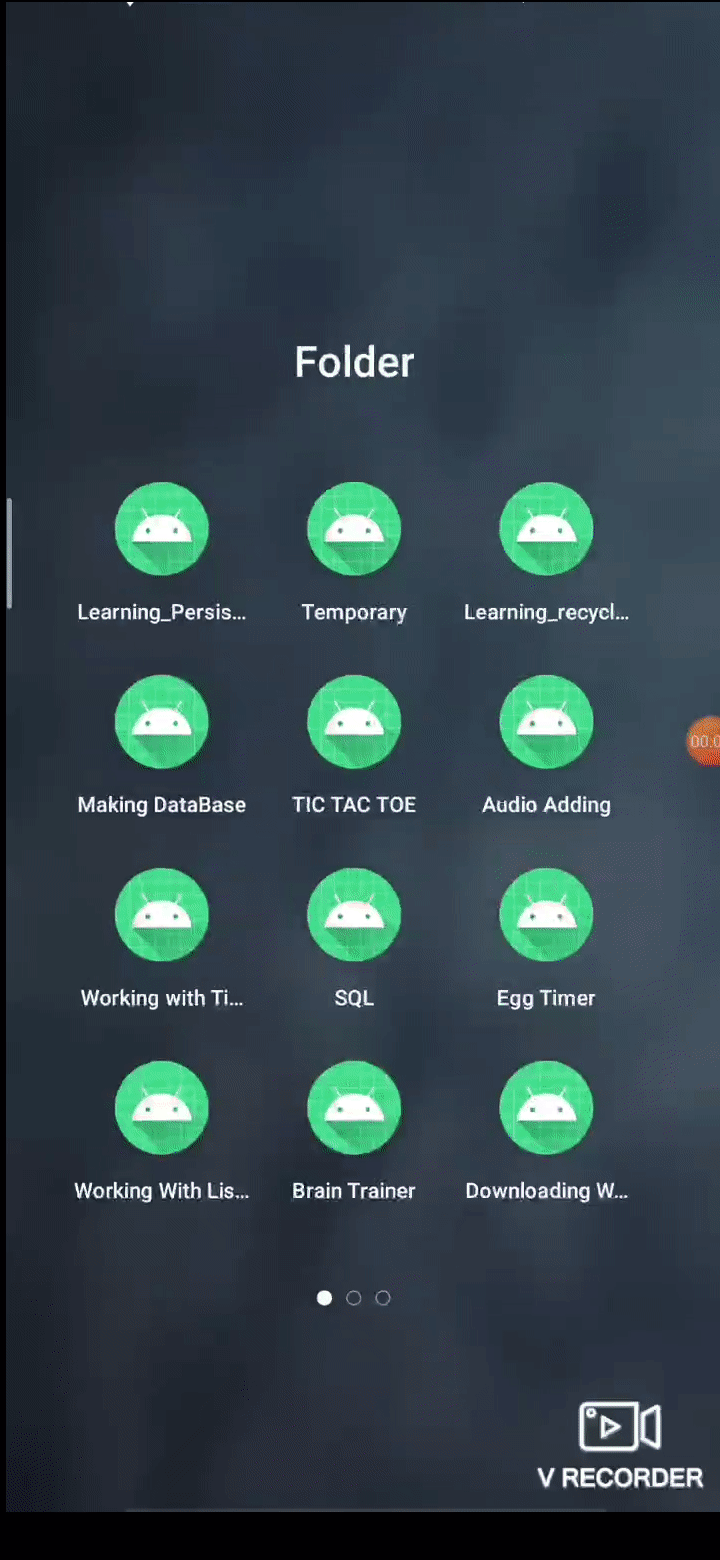 Folder
Learning_Persis...
Temporary
Learning_recycl...
Making DataBase
TIC TAC TOE
Audio Adding
00:0
Working with Ti...
SQL
Egg Timer
Working With Lis...
Brain Trainer
Downloading W...
V RECORDER